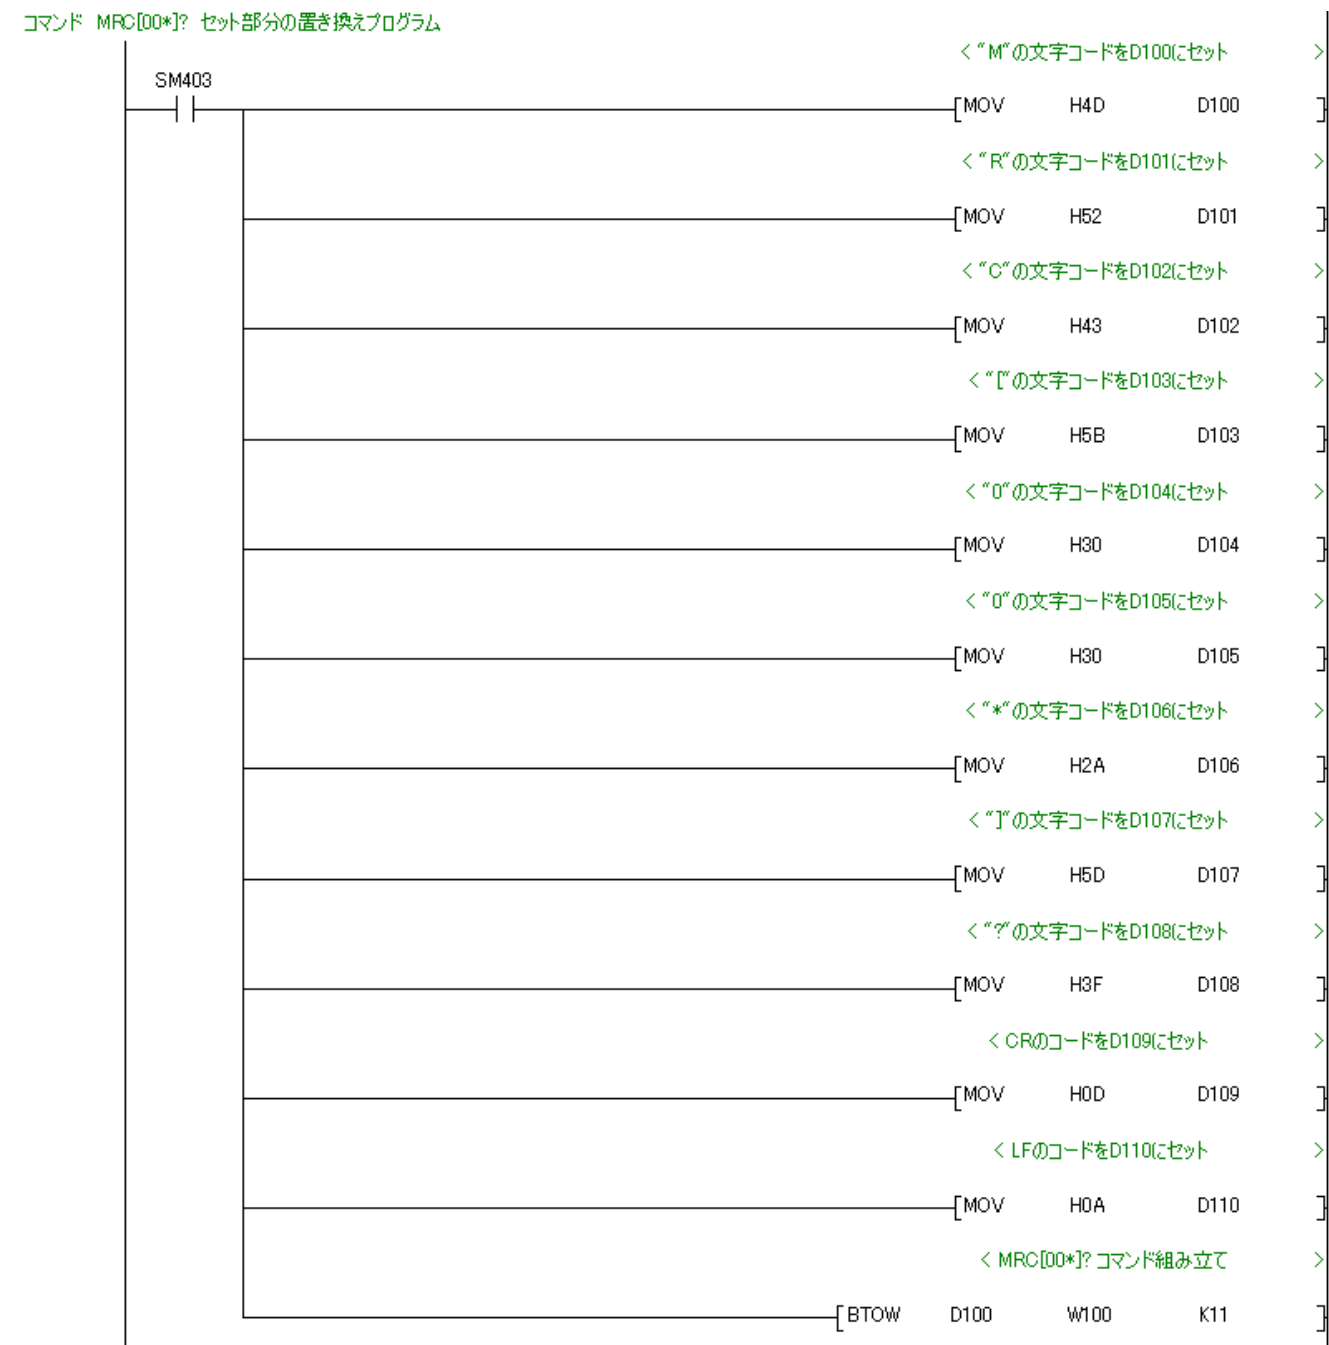 コマンド MRC[00*]? セット部分の置き換えプログラム
< "M"の文字コードをD100にセット >
SM403
[MOV H4D D100 ]
< "R"の文字コードをD101にセット >
[MOV H52 D101 ]
< "C"の文字コードをD102にセット >
[MOV H43 D102 ]
< "["の文字コードをD103にセット >
[MOV H5B D103 ]
< "0"の文字コードをD104にセット >
[MOV H30 D104 ]
< "0"の文字コードをD105にセット >
[MOV H30 D105 ]
< "*"の文字コードをD106にセット >
[MOV H2A D106 ]
< "]"の文字コードをD107にセット >
[MOV H5D D107 ]
< "?"の文字コードをD108にセット >
[MOV H3F D108 ]
< CRのコードをD109にセット >
[MOV H0D D109 ]
< LFのコードをD110にセット >
[MOV H0A D110 ]
< MRC[00*]? コマンド組み立て >
[BTOW D100 W100 K11 ]